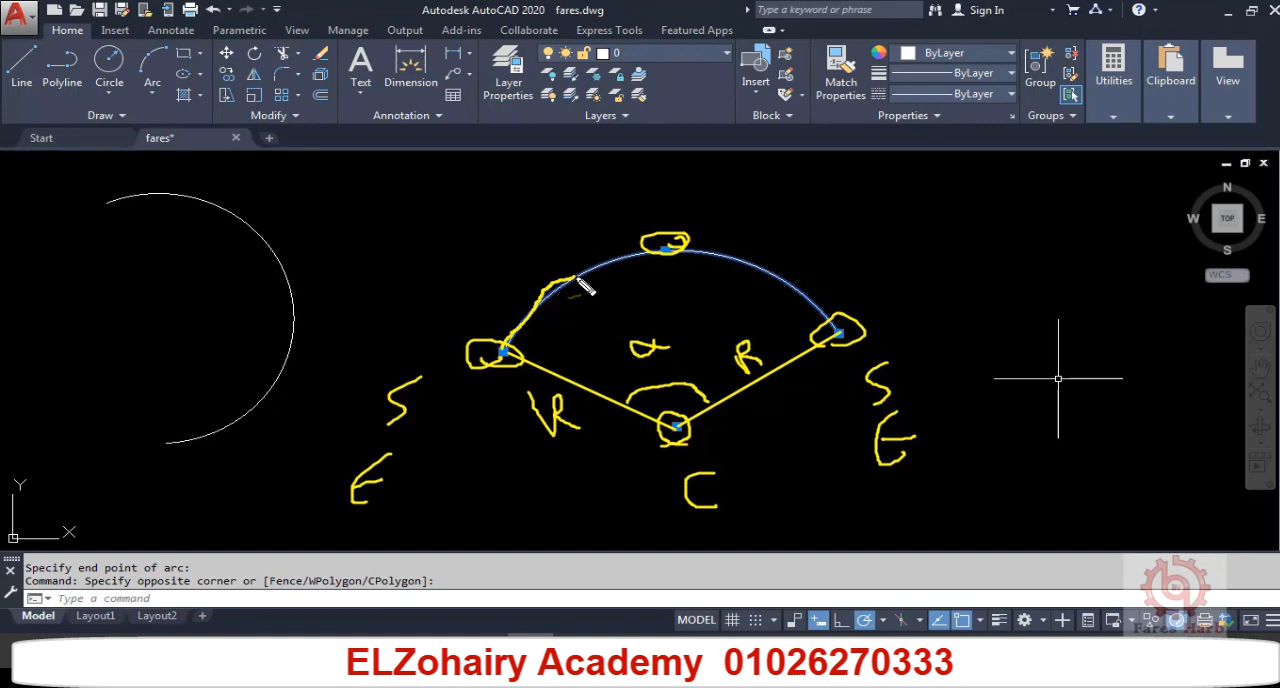 Autodesk AutoCAD 2020 fares.dwg
Type a keyword or phrase
Sign In
Home Insert Annotate Parametric View Manage Output Add-ins Collaborate Express Tools Featured Apps
Line Polyline Circle Arc
Text Dimension
Layer Properties
0
Insert
Match Properties
ByLayer
ByLayer
ByLayer
Group
Utilities
Clipboard
View
Draw Modify Annotation Layers Block Properties Groups
Start fares*
N
W TOP E
S
WCS
α
R
R
S
S
E
E
C
Y
X
Specify end point of arc:
Command: Specify opposite corner or [Fence/WPolygon/CPolygon]:
Type a command
Model Layout1 Layout2 +
MODEL
Fares Harb
ELZohairy Academy 01026270333